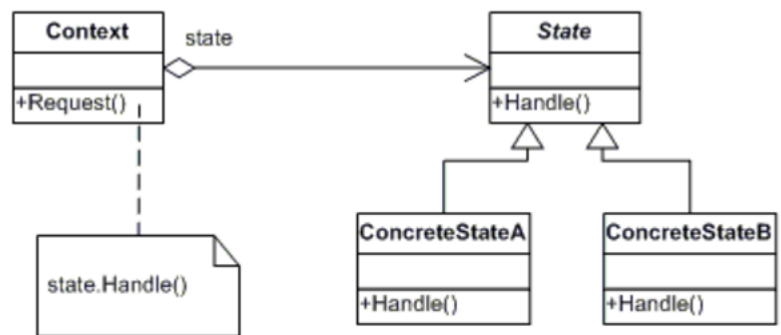 Context
+Request()
state
State
+Handle()
state.Handle()
ConcreteStateA
+Handle()
ConcreteStateB
+Handle()